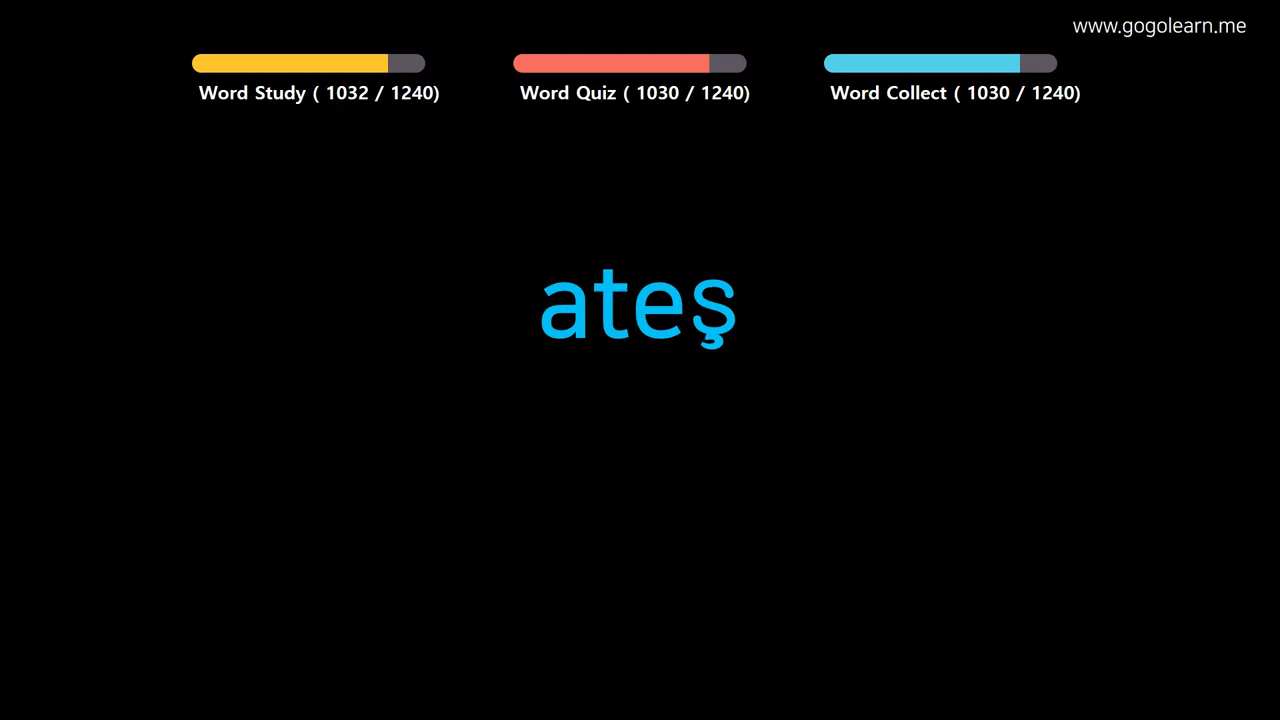 www.gogolearn.me
Word Study ( 1032 / 1240)
Word Quiz ( 1030 / 1240)
Word Collect ( 1030 / 1240)
ateş